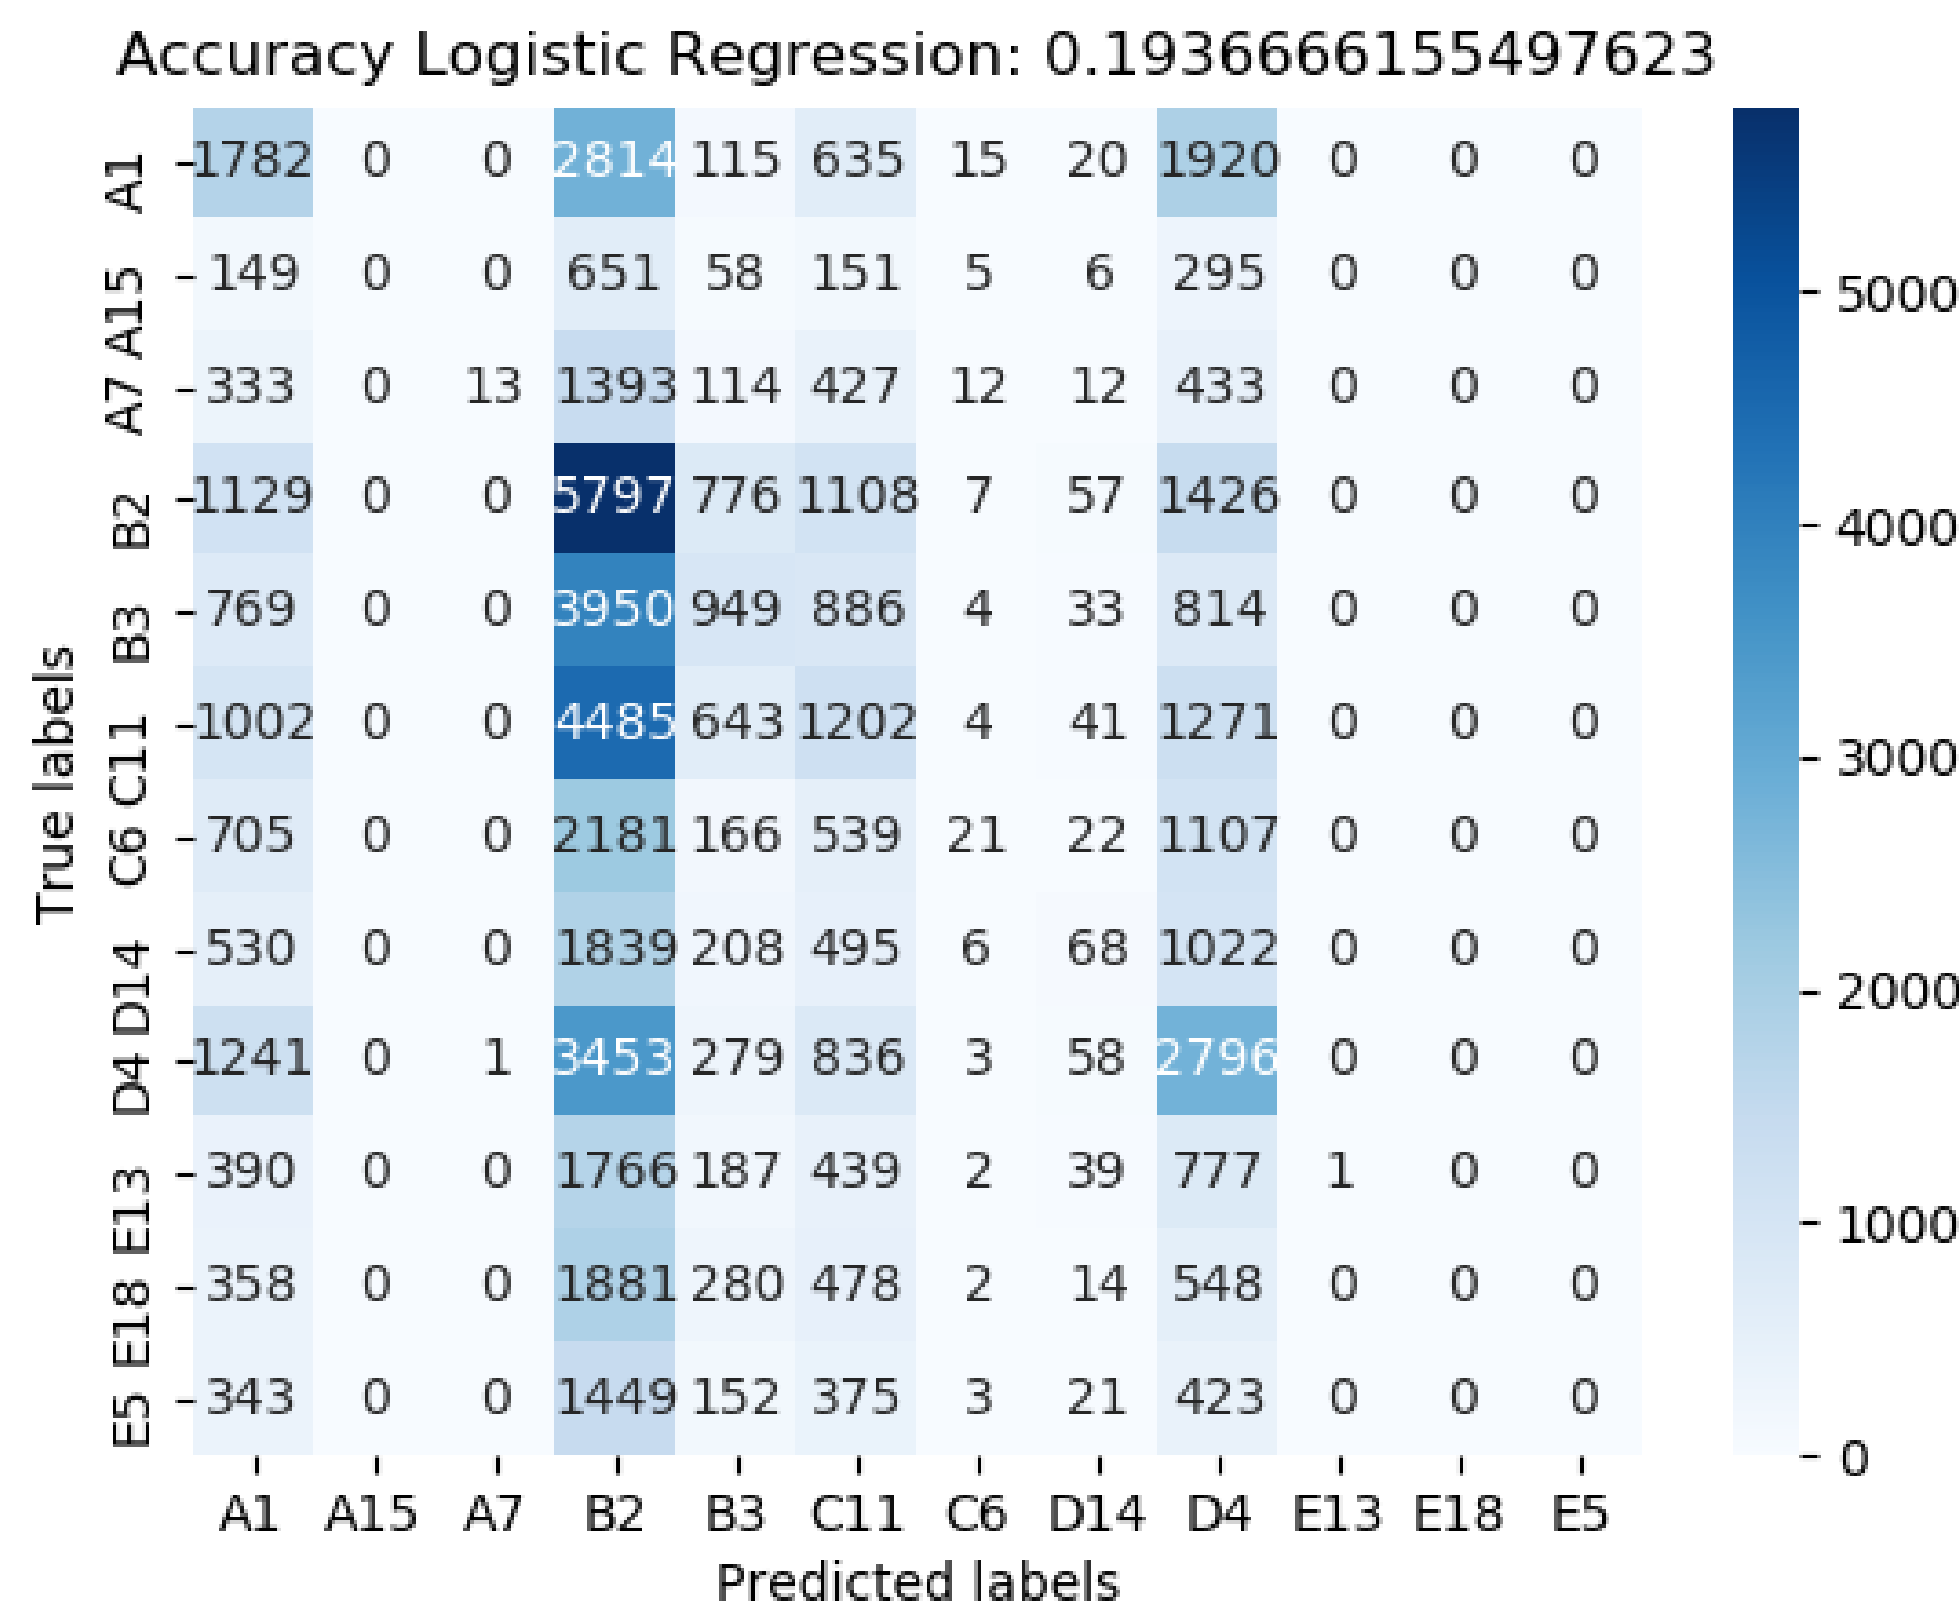 Accuracy Logistic Regression: 0.1936666155497623
A1 1782 0 0 2814 115 635 15 20 1920 0 0 0
A15 149 0 0 651 58 151 5 6 295 0 0 0
A7 333 0 13 1393 114 427 12 12 433 0 0 0
B2 1129 0 0 5797 776 1108 7 57 1426 0 0 0
B3 769 0 0 3950 949 886 4 33 814 0 0 0
C11 1002 0 0 4485 643 1202 4 41 1271 0 0 0
C6 705 0 0 2181 166 539 21 22 1107 0 0 0
D14 530 0 0 1839 208 495 6 68 1022 0 0 0
D4 1241 0 1 3453 279 836 3 58 2796 0 0 0
E13 390 0 0 1766 187 439 2 39 777 1 0 0
E18 358 0 0 1881 280 478 2 14 548 0 0 0
E5 343 0 0 1449 152 375 3 21 423 0 0 0
A1 A15 A7 B2 B3 C11 C6 D14 D4 E13 E18 E5
Predicted labels
True labels
5000
4000
3000
2000
1000
0